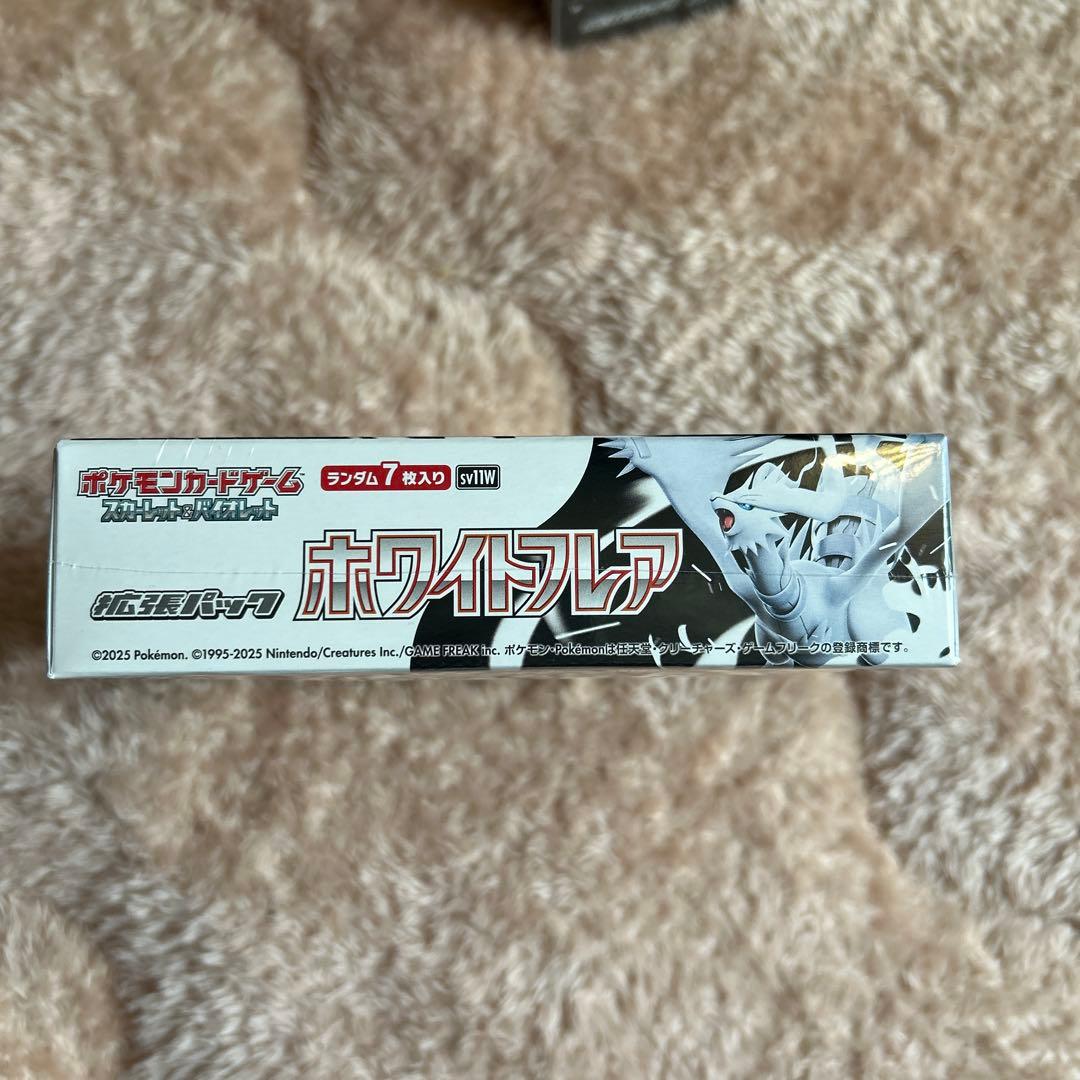 ポケモンカードゲーム
スカーレット&バイオレット
ランダム7枚入り
sv11W
拡張パック
ホワイトフレア
©2025 Pokémon. ©1995-2025 Nintendo/Creatures Inc./GAME FREAK inc. ポケモン・Pokémonは任天堂・クリーチャーズ・ゲームフリークの登録商標です。